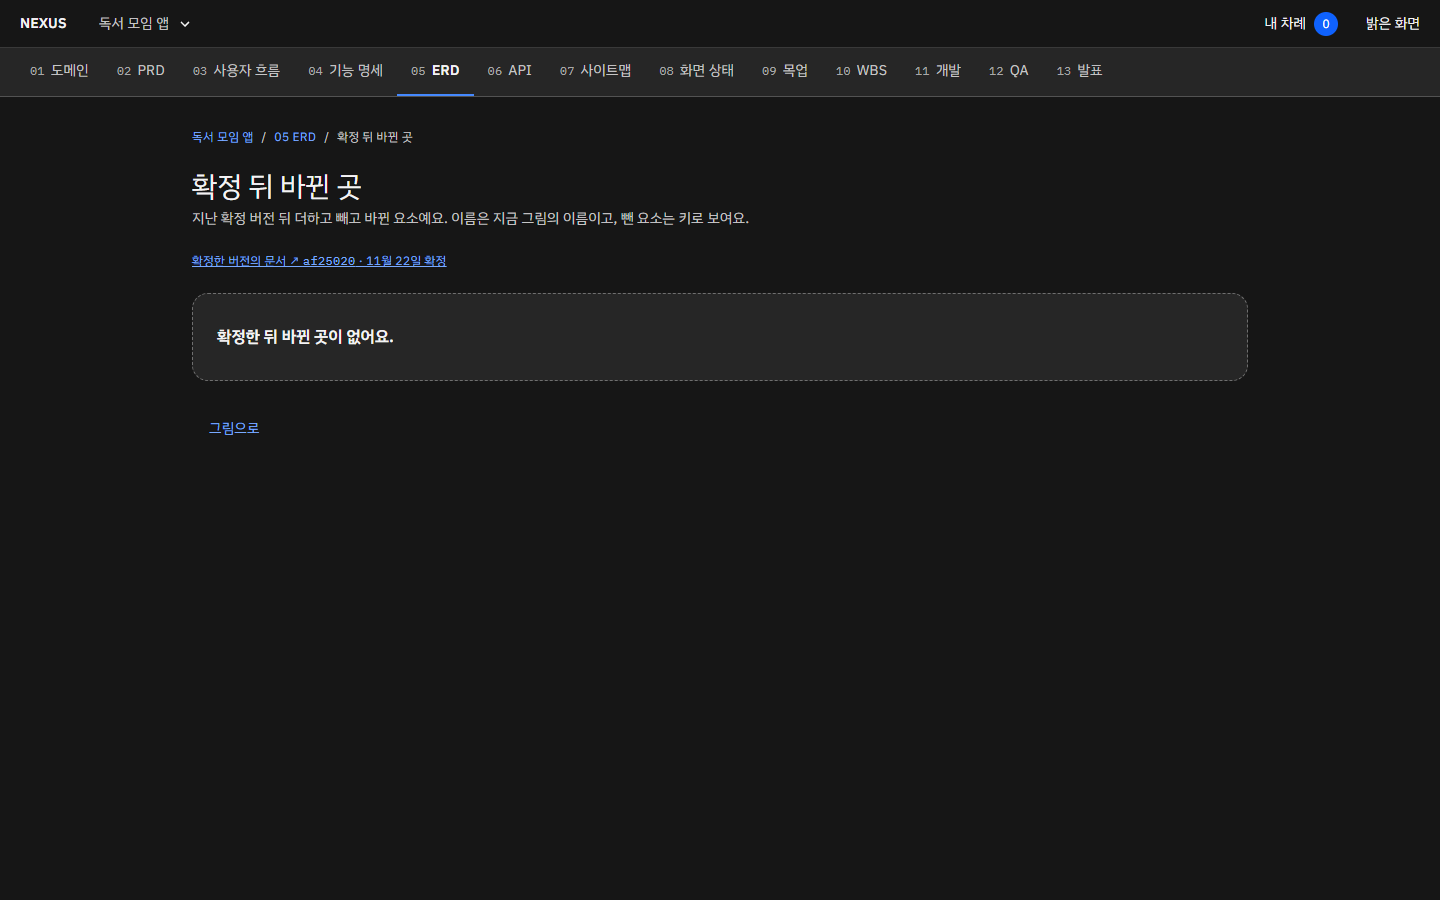 NEXUS 독서 모임 앱 내 차례 0 밝은 화면
01 도메인 02 PRD 03 사용자 흐름 04 기능 명세 05 ERD 06 API 07 사이트맵 08 화면 상태 09 목업 10 WBS 11 개발 12 QA 13 발표
독서 모임 앱 / 05 ERD / 확정 뒤 바뀐 곳
확정 뒤 바뀐 곳
지난 확정 버전 뒤 더하고 빼고 바뀐 요소예요. 이름은 지금 그림의 이름이고, 뺀 요소는 키로 보여요.
확정한 버전의 문서 ↗ af25020 · 11월 22일 확정
확정한 뒤 바뀐 곳이 없어요.
그림으로